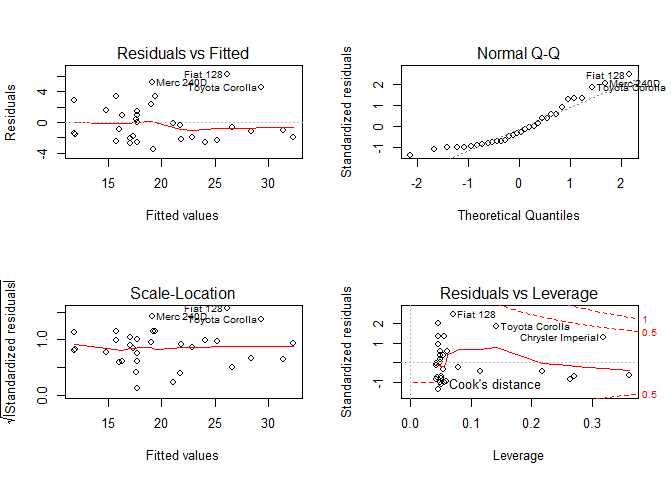 Residuals vs Fitted
Residuals
4
0
-4
Fiat 128
Merc 240D
Toyota Corolla
15 20 25 30
Fitted values
Normal Q-Q
Standardized residuals
2
1
0
-1
Fiat 128
Merc 240D
Toyota Corolla
-2 -1 0 1 2
Theoretical Quantiles
Scale-Location
√|Standardized residuals|
1.0
0.0
Fiat 128
Merc 240D
Toyota Corolla
15 20 25 30
Fitted values
Residuals vs Leverage
Standardized residuals
2
1
-1
Fiat 128
Toyota Corolla
Chrysler Imperial
1
0.5
0.5
Cook's distance
0.0 0.1 0.2 0.3
Leverage